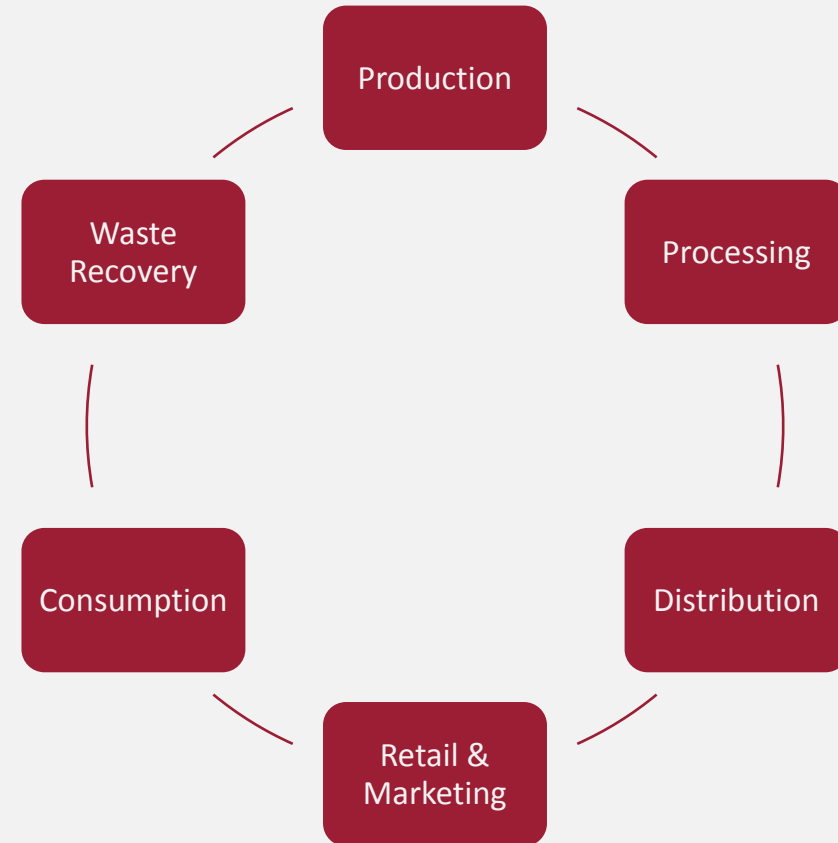 Production
Processing
Distribution
Retail &
Marketing
Consumption
Waste
Recovery